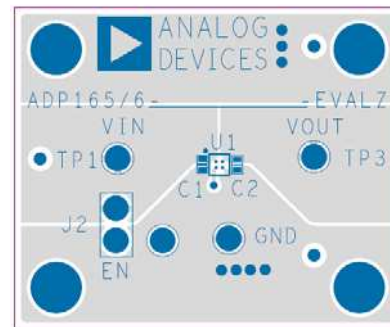 ANALOG
DEVICES
ADP165/6- -EVALZ
VIN VOUT
U1
TP1 TP3
C1 C2
J2
GND
EN